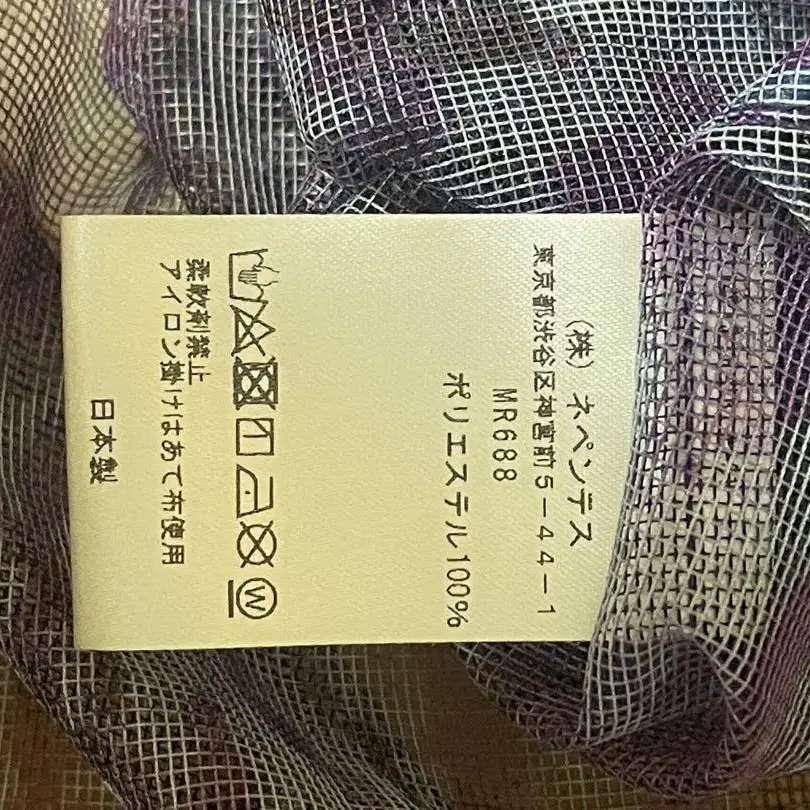 (株)ネペンテス
東京都渋谷区神宮前5-44-1
MR688
ポリエステル100%
W
柔軟剤禁止
アイロン掛けはあて布使用
日本製